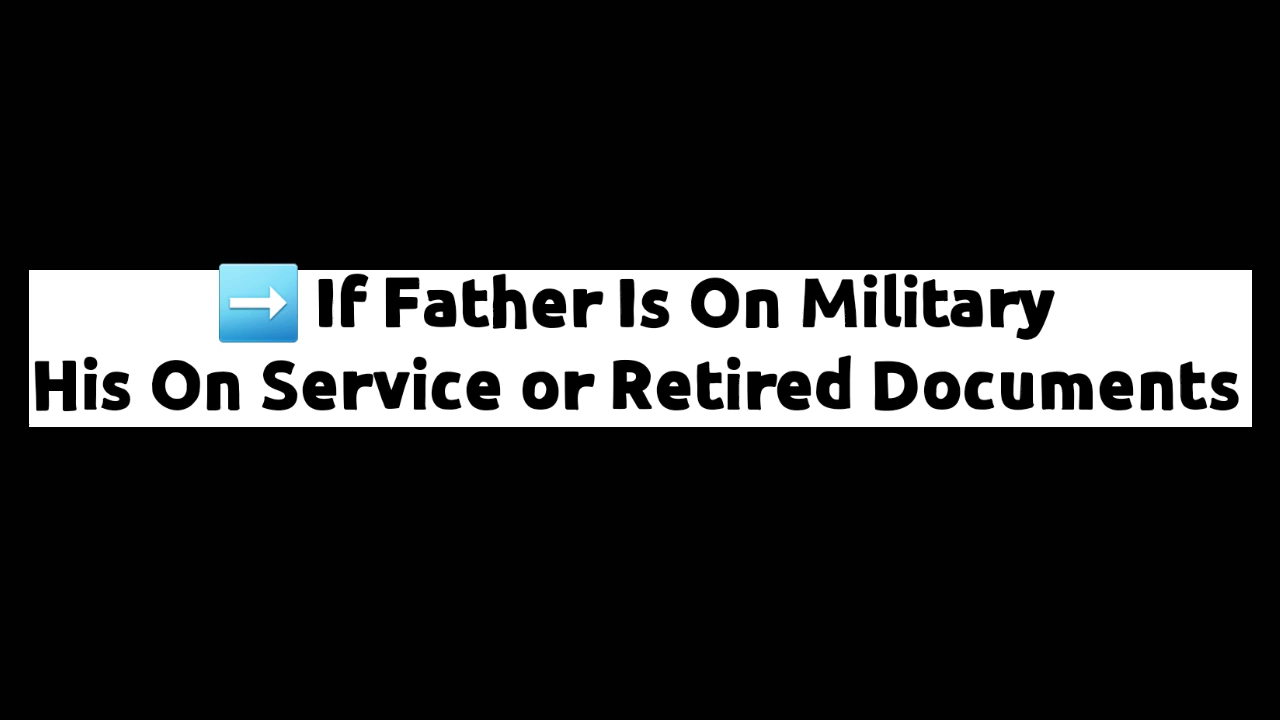 ➡️ If Father Is On Military
His On Service or Retired Documents